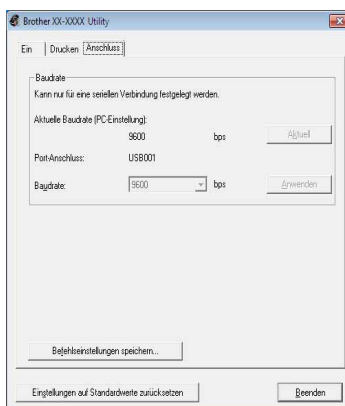 Brother XX-XXXX Utility
Ein Drucken Anschluss
Baudrate
Kann nur für eine seriellen Verbindung festgelegt werden.
Aktuelle Baudrate (PC-Einstellung):
9600 bps Aktuell
Port-Anschluss: USB001
Baudrate: 9600 bps Anwenden
Befehlseinstellungen speichern...
Einstellungen auf Standardwerte zurücksetzen Beenden